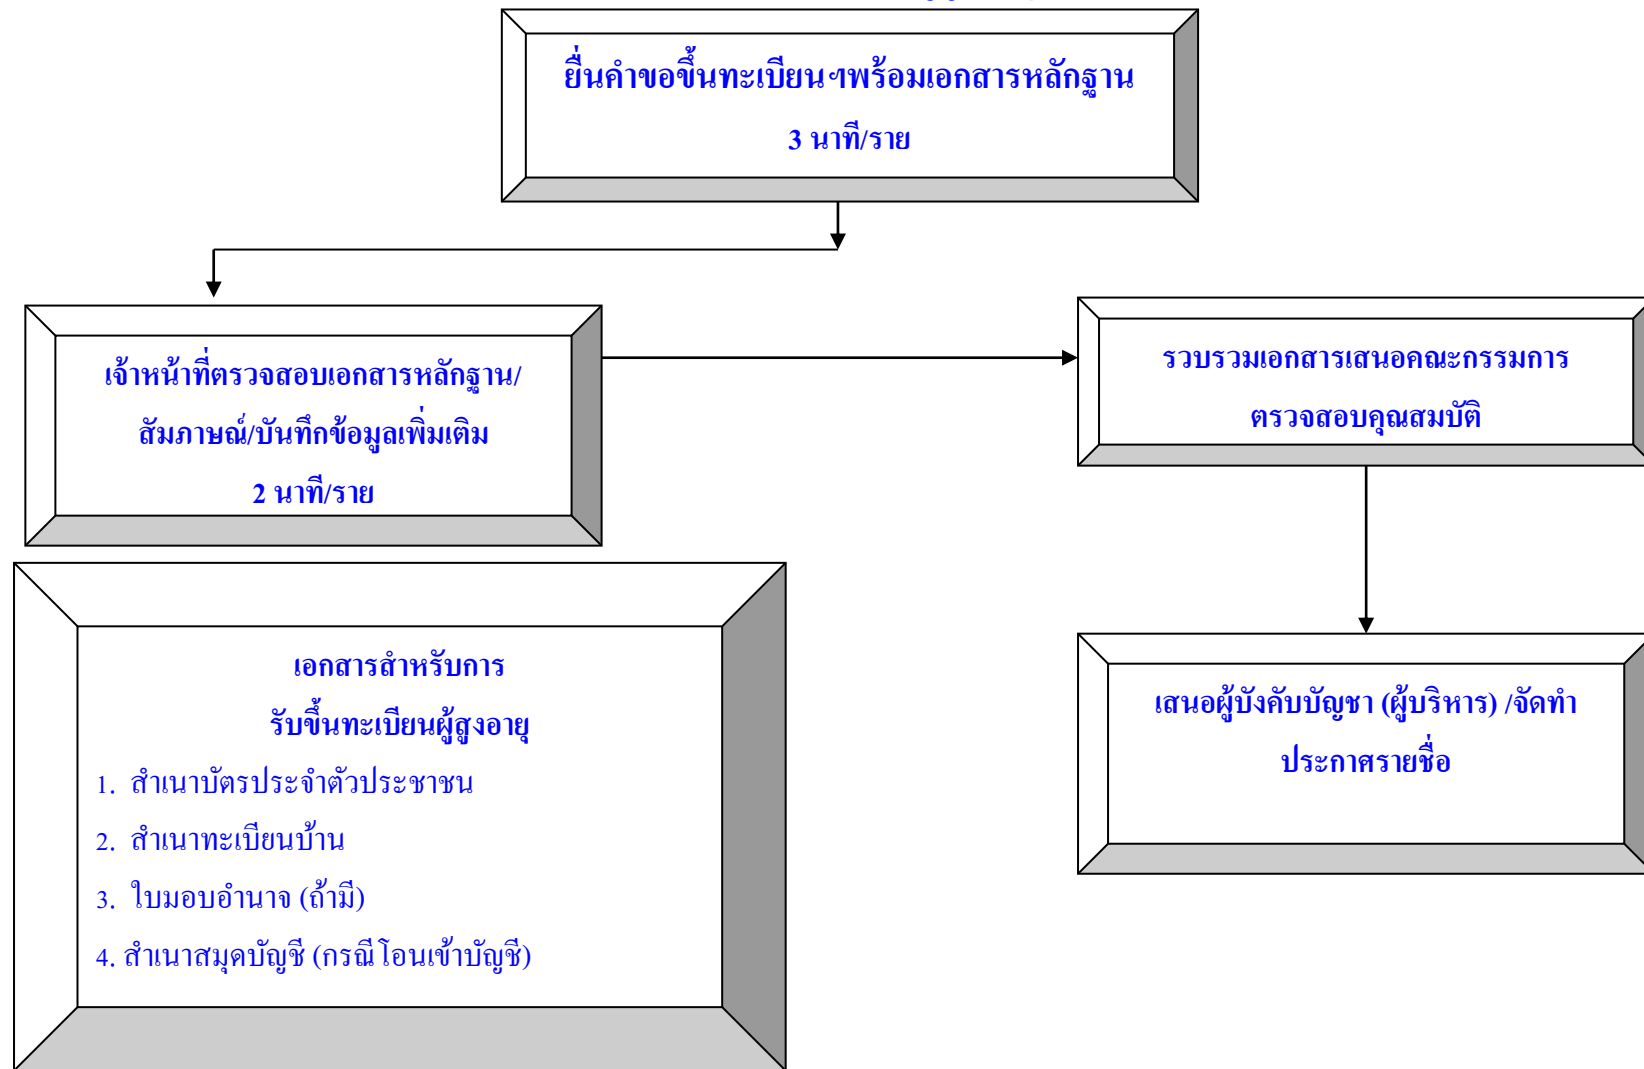 ยื่นคำขอขึ้นทะเบียนฯพร้อมเอกสารหลักฐาน
3 นาที/ราย
เจ้าหน้าที่ตรวจสอบเอกสารหลักฐาน/
สัมภาษณ์/บันทึกข้อมูลเพิ่มเติม
2 นาที/ราย
รวบรวมเอกสารเสนอคณะกรรมการ
ตรวจสอบคุณสมบัติ
เสนอผู้บังคับบัญชา (ผู้บริหาร) /จัดทำ
ประกาศรายชื่อ
เอกสารสำหรับการ
รับขึ้นทะเบียนผู้สูงอายุ
1. สำเนาบัตรประจำตัวประชาชน
2. สำเนาทะเบียนบ้าน
3. ใบมอบอำนาจ (ถ้ามี)
4. สำเนาสมุดบัญชี (กรณีโอนเข้าบัญชี)